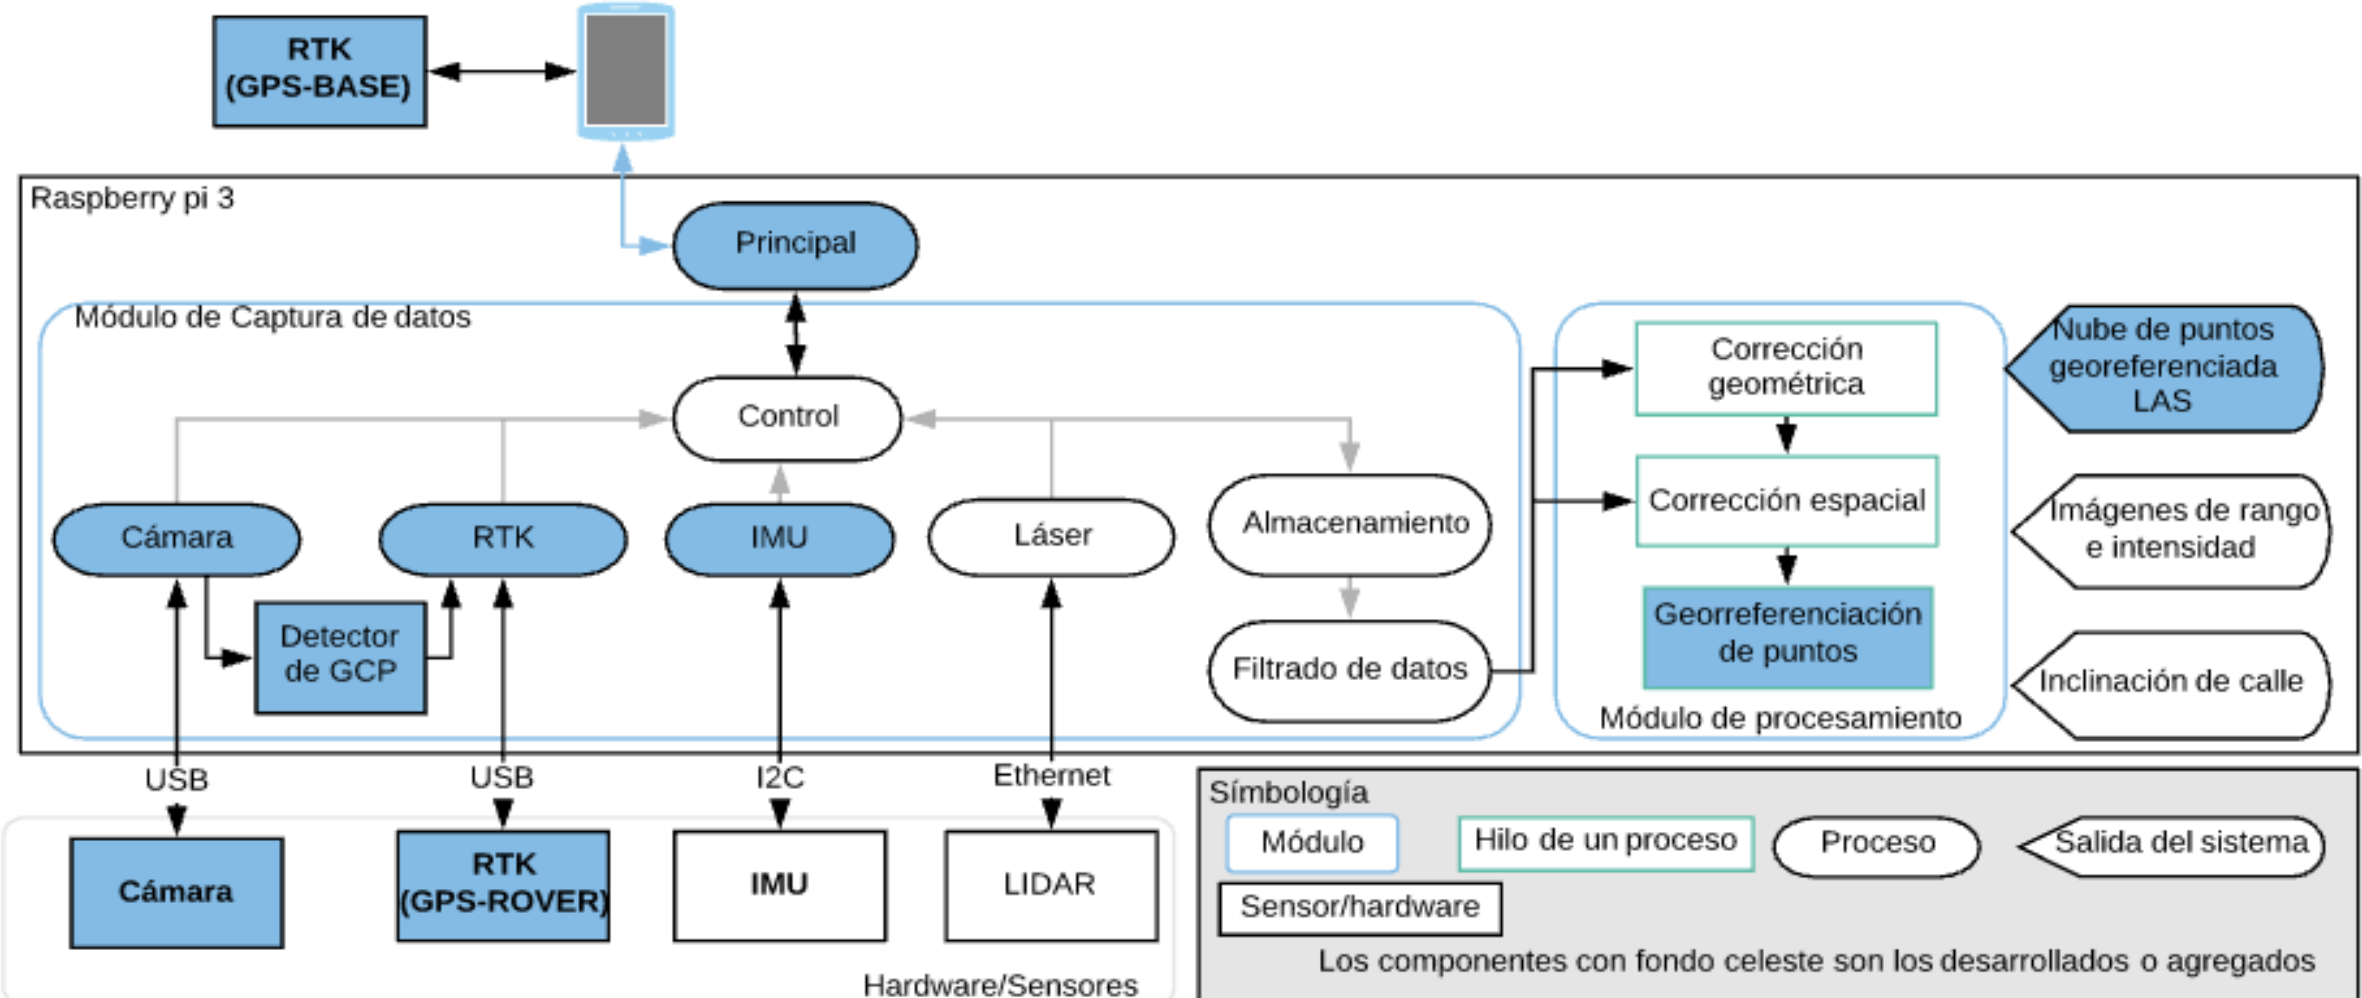 RTK
(GPS-BASE)
Raspberry pi 3
Principal
Módulo de Captura de datos
Control
Cámara
RTK
IMU
Láser
Almacenamiento
Detector
de GCP
Filtrado de datos
Corrección
geométrica
Corrección espacial
Georreferenciación
de puntos
Módulo de procesamiento
Nube de puntos
georeferenciada
LAS
Imágenes de rango
e intensidad
Inclinación de calle
USB
USB
I2C
Ethernet
Cámara
RTK
(GPS-ROVER)
IMU
LIDAR
Hardware/Sensores
Símbología
Módulo
Hilo de un proceso
Proceso
Salida del sistema
Sensor/hardware
Los componentes con fondo celeste son los desarrollados o agregados